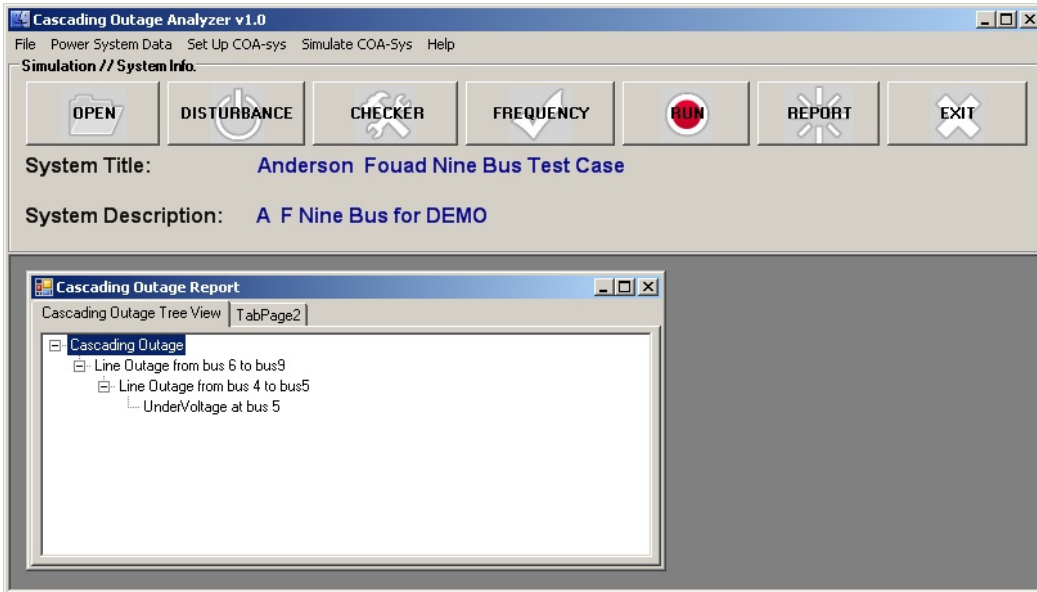 Cascading Outage Analyzer v1.0
File Power System Data Set Up COA-sys Simulate COA-Sys Help
Simulation // System Info.
OPEN DISTURBANCE CHECKER FREQUENCY RUN REPORT EXIT
System Title: Anderson Fouad Nine Bus Test Case
System Description: A F Nine Bus for DEMO
Cascading Outage Report
Cascading Outage Tree View TabPage2
Cascading Outage
Line Outage from bus 6 to bus9
Line Outage from bus 4 to bus5
UnderVoltage at bus 5